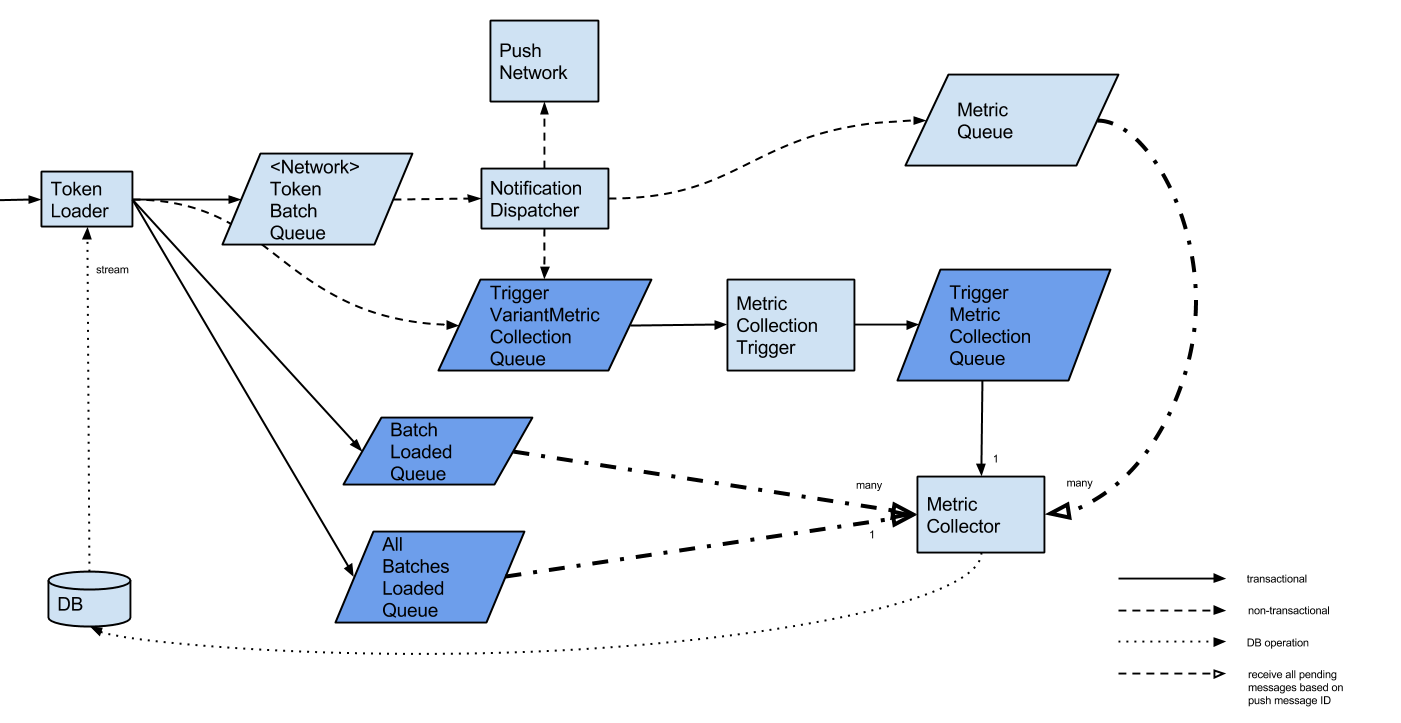 Push
Network
Metric
Queue
<Network>
Token
Batch
Queue
Token
Loader
Notification
Dispatcher
stream
Trigger
VariantMetric
Collection
Queue
Metric
Collection
Trigger
Trigger
Metric
Collection
Queue
Batch
Loaded
Queue
1
many
many
Metric
Collector
1
All
Batches
Loaded
Queue
DB
transactional
non-transactional
DB operation
receive all pending
messages based on
push message ID